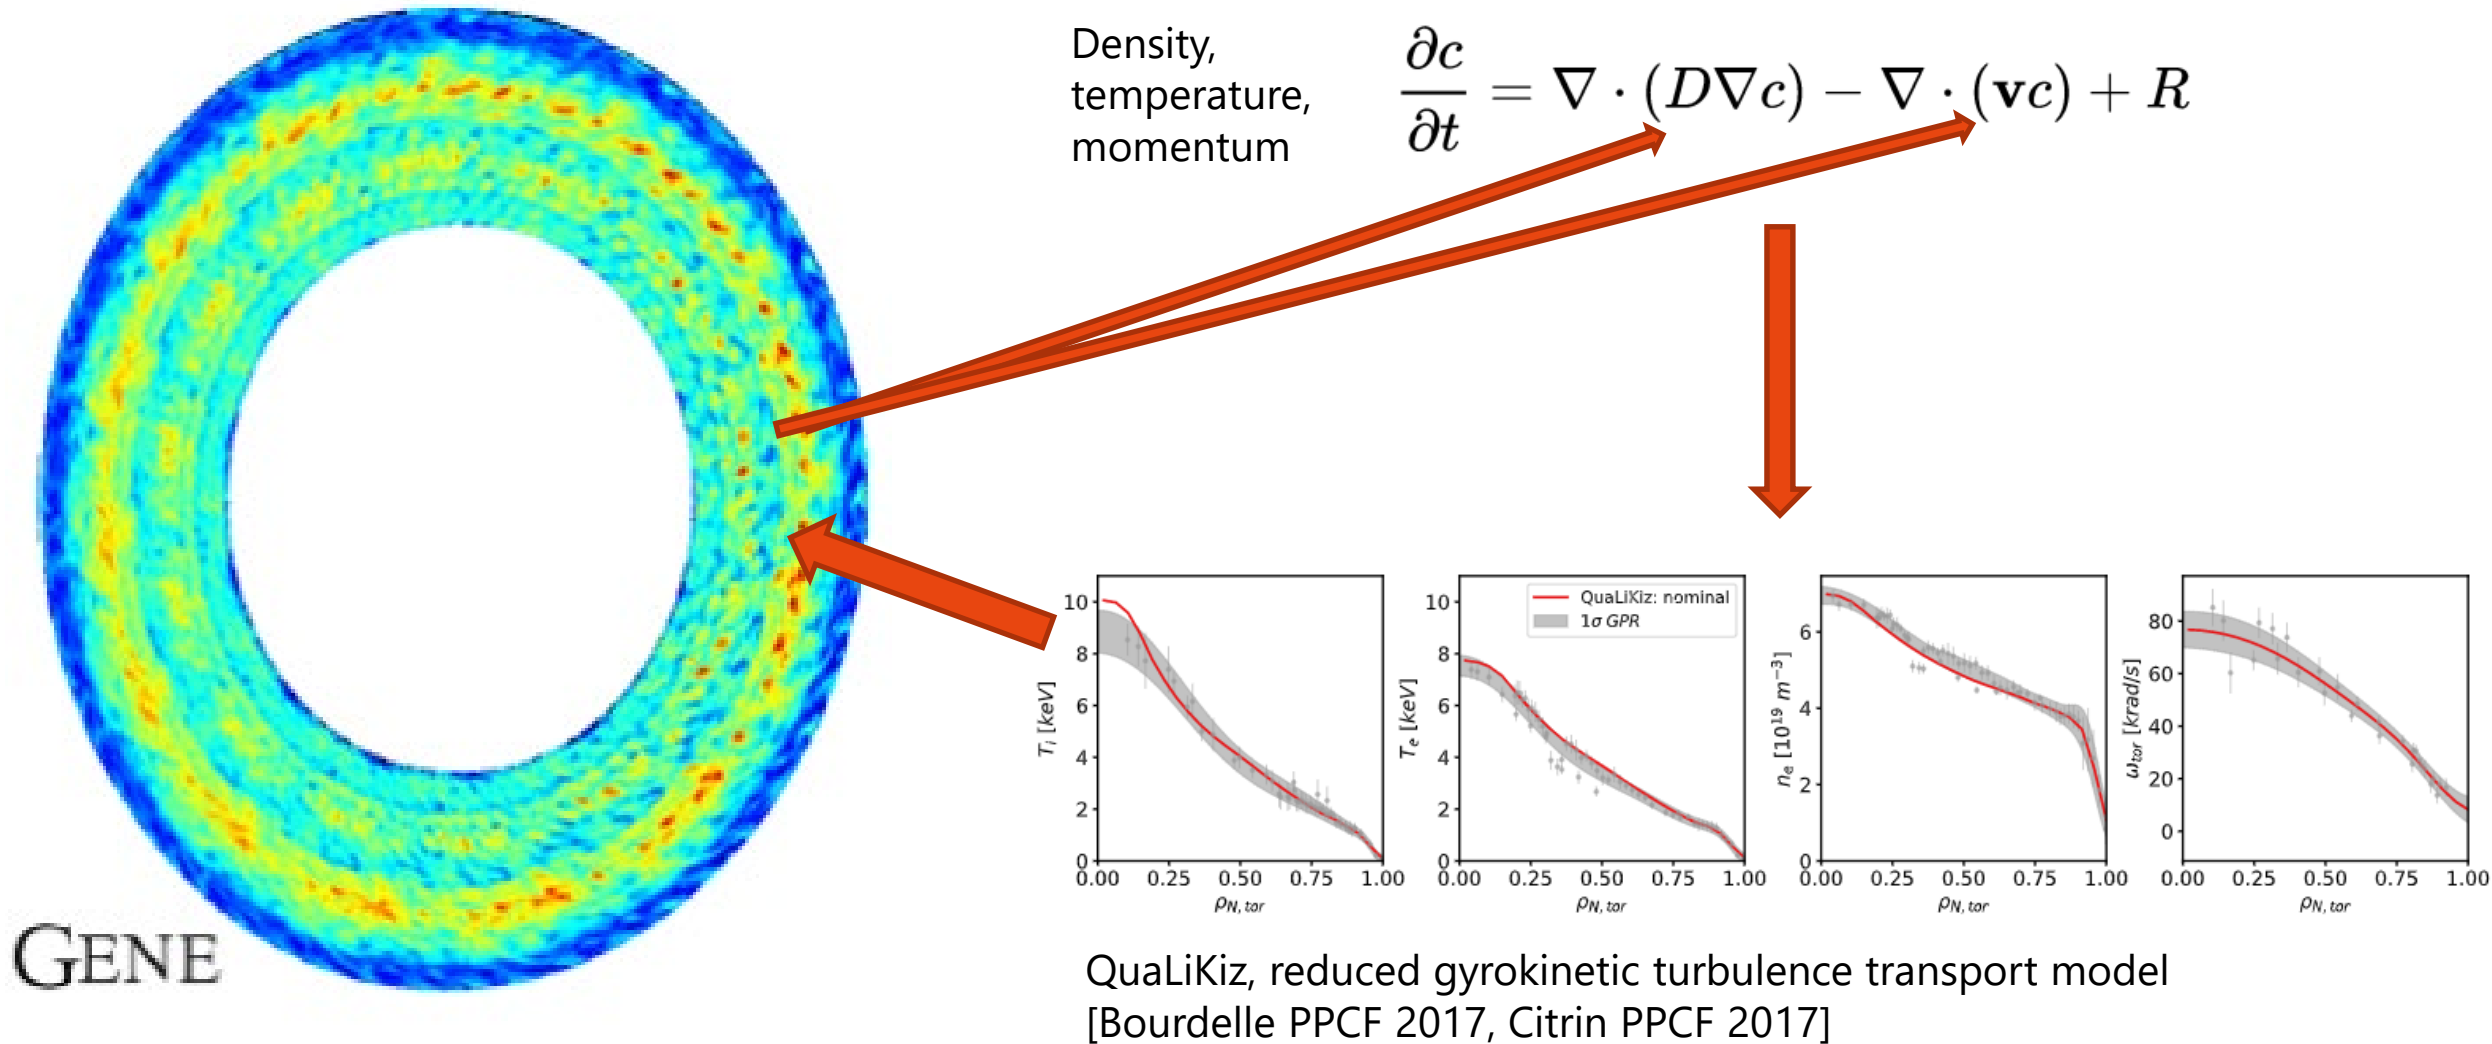 Density,
temperature,
momentum
∂c/∂t = ∇ · (D∇c) − ∇ · (vc) + R
10
8
6
4
2
0
T_i [keV]
0.00 0.25 0.50 0.75 1.00
ρ_N, tor
10
8
6
4
2
0
T_e [keV]
QuaLiKiz: nominal
1σ GPR
0.00 0.25 0.50 0.75 1.00
ρ_N, tor
6
4
2
0
n_e [10^19 m^−3]
0.00 0.25 0.50 0.75 1.00
ρ_N, tor
80
60
40
20
0
ω_tor [krad/s]
0.00 0.25 0.50 0.75 1.00
ρ_N, tor
GENE
QuaLiKiz, reduced gyrokinetic turbulence transport model
[Bourdelle PPCF 2017, Citrin PPCF 2017]